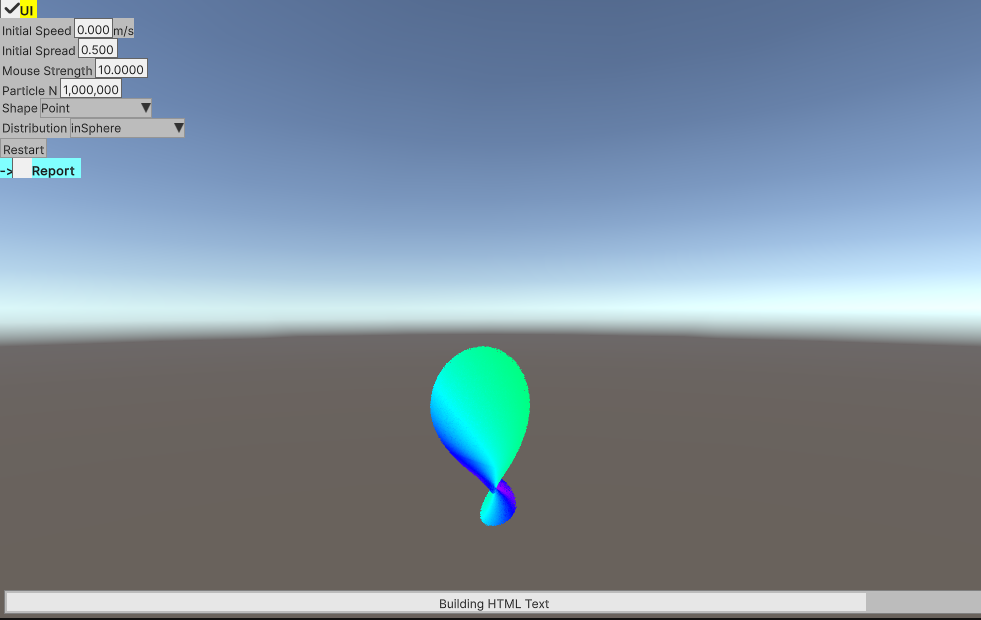 UI
Initial Speed 0.000 m/s
Initial Spread 0.500
Mouse Strength 10.0000
Particle N 1,000,000
Shape Point
Distribution inSphere
Restart
-> Report
Building HTML Text